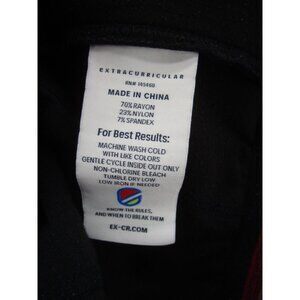 EXTRACURRICULAR
RN# 145468
MADE IN CHINA
70% RAYON
23% NYLON
7% SPANDEX
For Best Results:
MACHINE WASH COLD
WITH LIKE COLORS
GENTLE CYCLE INSIDE OUT ONLY
NON-CHLORINE BLEACH
TUMBLE DRY LOW
LOW IRON IF NEEDED
KNOW THE RULES,
AND WHEN TO BREAK THEM
EX-CR.COM